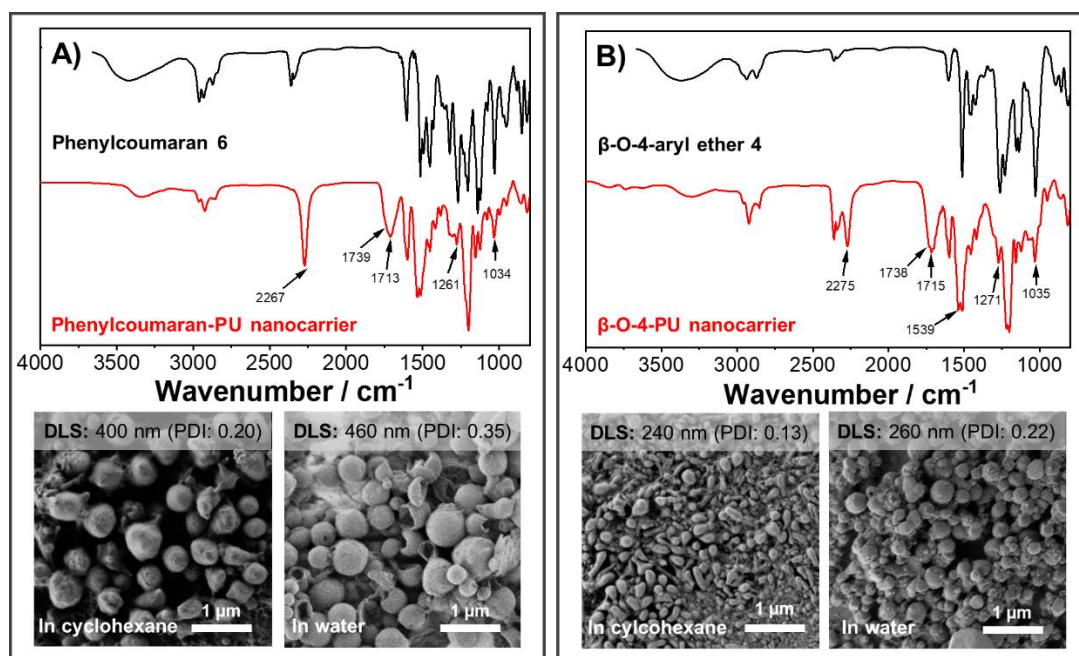 A)
Phenylcoumaran 6
2267
1739
1713
1261
1034
Phenylcoumaran-PU nanocarrier
4000 3500 3000 2500 2000 1500 1000
Wavenumber / cm⁻¹
DLS: 400 nm (PDI: 0.20)
In cyclohexane
1 µm
DLS: 460 nm (PDI: 0.35)
In water
1 µm
B)
β-O-4-aryl ether 4
2275
1738
1715
1539
1271
1035
β-O-4-PU nanocarrier
4000 3500 3000 2500 2000 1500 1000
Wavenumber / cm⁻¹
DLS: 240 nm (PDI: 0.13)
In cylcohexane
1 µm
DLS: 260 nm (PDI: 0.22)
In water
1 µm